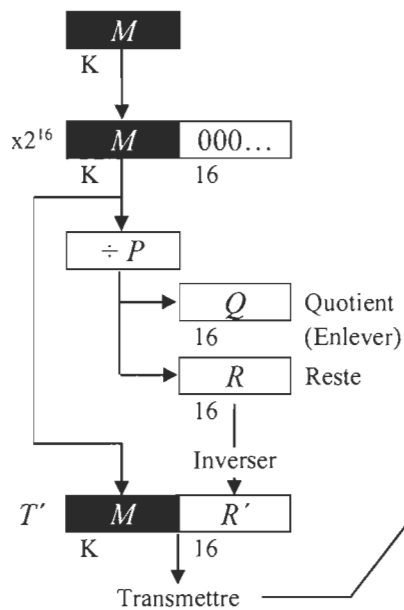 M
K
x2¹⁶ M 000...
K 16
÷ P
Q Quotient
16 (Enlever)
R Reste
16
Inverser
T′ M R′
K 16
Transmettre